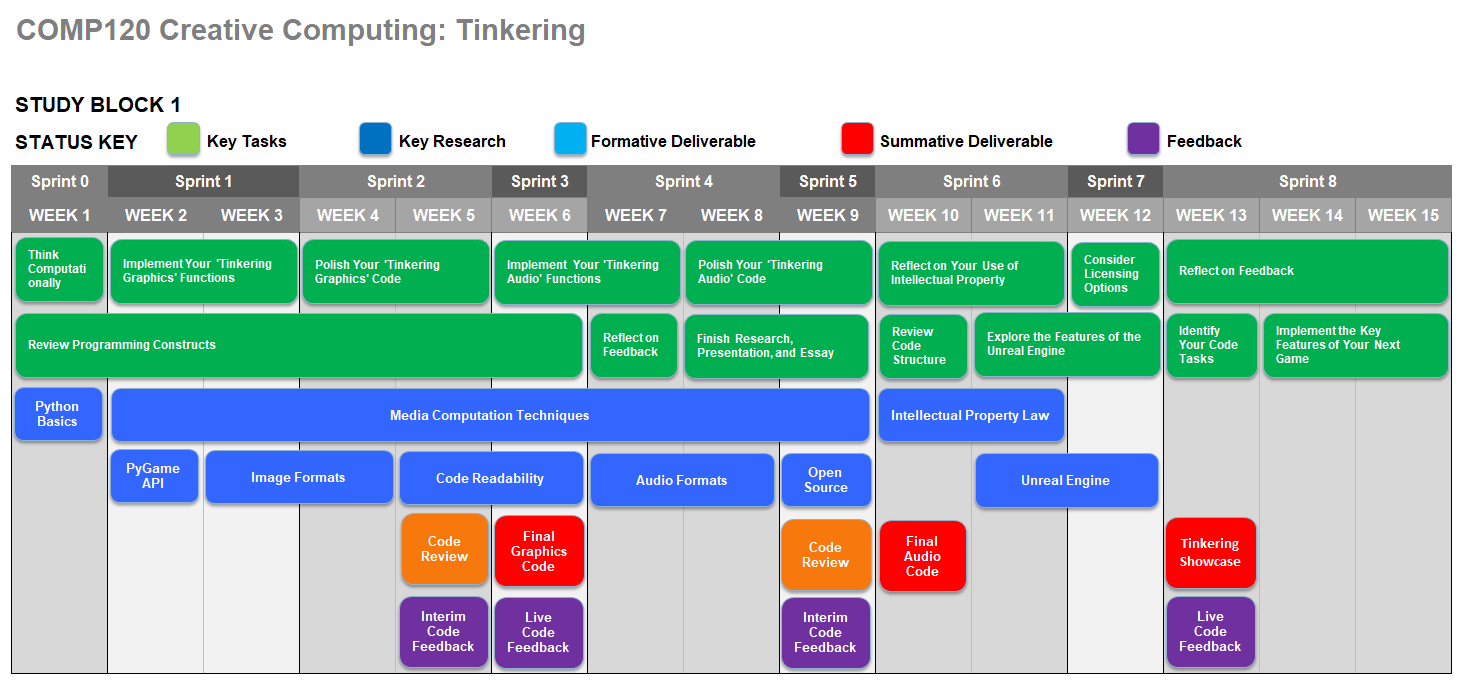 COMP120 Creative Computing: Tinkering
STUDY BLOCK 1
STATUS KEY
Key Tasks
Key Research
Formative Deliverable
Summative Deliverable
Feedback
Sprint 0
Sprint 1
Sprint 2
Sprint 3
Sprint 4
Sprint 5
Sprint 6
Sprint 7
Sprint 8
WEEK 1
WEEK 2
WEEK 3
WEEK 4
WEEK 5
WEEK 6
WEEK 7
WEEK 8
WEEK 9
WEEK 10
WEEK 11
WEEK 12
WEEK 13
WEEK 14
WEEK 15
Think
Computati
onally
Implement Your 'Tinkering
Graphics' Functions
Polish Your 'Tinkering
Graphics' Code
Implement Your 'Tinkering
Audio' Functions
Polish Your 'Tinkering
Audio' Code
Reflect on Your Use of
Intellectual Property
Consider
Licensing
Options
Reflect on Feedback
Review Programming Constructs
Reflect on
Feedback
Finish Research,
Presentation, and Essay
Review
Code
Structure
Explore the Features of the
Unreal Engine
Identify
Your Code
Tasks
Implement the Key
Features of Your Next
Game
Python
Basics
Media Computation Techniques
Intellectual Property Law
PyGame
API
Image Formats
Code Readability
Audio Formats
Open
Source
Unreal Engine
Code
Review
Final
Graphics
Code
Code
Review
Final
Audio
Code
Tinkering
Showcase
Interim
Code
Feedback
Live
Code
Feedback
Interim
Code
Feedback
Live
Code
Feedback